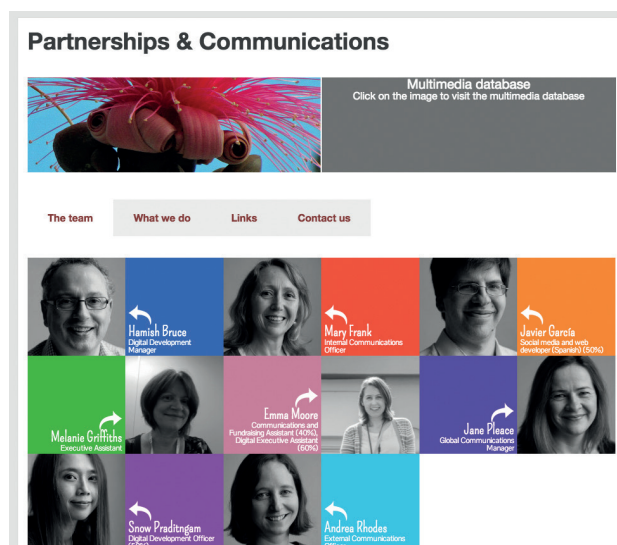 Partnerships & Communications
Multimedia database
Click on the image to visit the multimedia database
The team
What we do
Links
Contact us
Hamish Bruce
Digital Development
Manager
Mary Frank
Internal Communications
Officer
Javier García
Social media and web
developer (Spanish) (50%)
Melanie Griffiths
Executive Assistant
Emma Moore
Communications and
Fundraising Assistant (40%),
Digital Executive Assistant
(60%)
Jane Pleace
Global Communications
Manager
Snow Praditngam
Digital Development Officer
Andrea Rhodes
External Communications